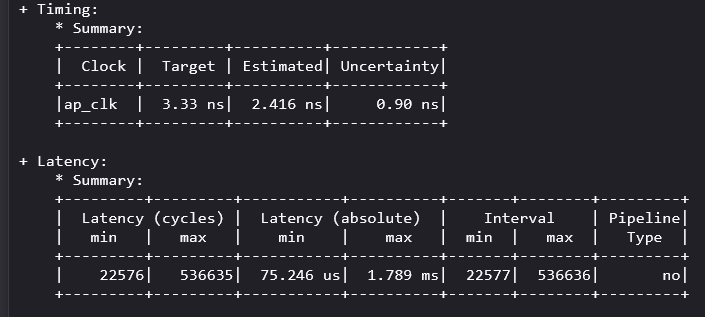 + Timing:
    * Summary:
    +--------+---------+----------+------------+
    |  Clock |  Target | Estimated| Uncertainty|
    +--------+---------+----------+------------+
    |ap_clk  |  3.33 ns|  2.416 ns|     0.90 ns|
    +--------+---------+----------+------------+

+ Latency:
    * Summary:
    +---------+---------+-----------+-----------+-------+--------+---------+
    |  Latency (cycles) |  Latency (absolute)   |    Interval    | Pipeline|
    |   min   |   max   |    min    |    max    |  min  |   max  |   Type  |
    +---------+---------+-----------+-----------+-------+--------+---------+
    |    22576|   536635|  75.246 us|   1.789 ms|  22577|  536636|       no|
    +---------+---------+-----------+-----------+-------+--------+---------+